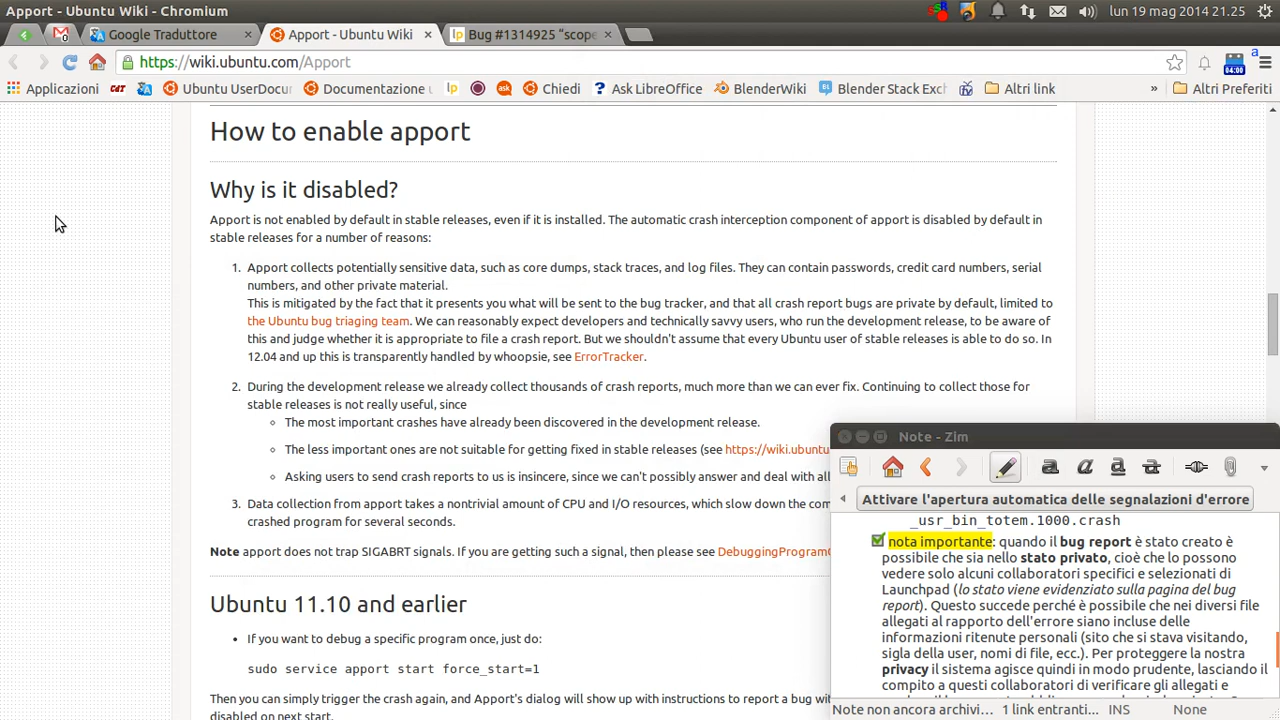 Apport - Ubuntu Wiki - Chromium
lun 19 mag 2014 21.25
Google Traduttore ×
Apport - Ubuntu Wiki ×
lp Bug #1314925 “scope ×
https://wiki.ubuntu.com/Apport
04:00
a
Applicazioni
CAT
Ubuntu UserDocu
Documentazione u
lp
ask
Chiedi
? Ask LibreOffice
BlenderWiki
Blender Stack Exch
Altri link
»
Altri Preferiti
How to enable apport
Why is it disabled?
Apport is not enabled by default in stable releases, even if it is installed. The automatic crash interception component of apport is disabled by default in
stable releases for a number of reasons:
1. Apport collects potentially sensitive data, such as core dumps, stack traces, and log files. They can contain passwords, credit card numbers, serial
numbers, and other private material.
This is mitigated by the fact that it presents you what will be sent to the bug tracker, and that all crash report bugs are private by default, limited to
the Ubuntu bug triaging team. We can reasonably expect developers and technically savvy users, who run the development release, to be aware of
this and judge whether it is appropriate to file a crash report. But we shouldn't assume that every Ubuntu user of stable releases is able to do so. In
12.04 and up this is transparently handled by whoopsie, see ErrorTracker.
2. During the development release we already collect thousands of crash reports, much more than we can ever fix. Continuing to collect those for
stable releases is not really useful, since
The most important crashes have already been discovered in the development release.
The less important ones are not suitable for getting fixed in stable releases (see https://wiki.ubuntu
Asking users to send crash reports to us is insincere, since we can't possibly answer and deal with all
3. Data collection from apport takes a nontrivial amount of CPU and I/O resources, which slow down the com
crashed program for several seconds.
Note apport does not trap SIGABRT signals. If you are getting such a signal, then please see DebuggingProgramC
Ubuntu 11.10 and earlier
If you want to debug a specific program once, just do:
sudo service apport start force_start=1
Then you can simply trigger the crash again, and Apport's dialog will show up with instructions to report a bug wi
disabled on next start.
Note - Zim
Attivare l'apertura automatica delle segnalazioni d'errore
_usr_bin_totem.1000.crash
nota importante: quando il bug report è stato creato è
possibile che sia nello stato privato, cioè che lo possono
vedere solo alcuni collaboratori specifici e selezionati di
Launchpad (lo stato viene evidenziato sulla pagina del bug
report). Questo succede perché è possibile che nei diversi file
allegati al rapporto dell'errore siano incluse delle
informazioni ritenute personali (sito che si stava visitando,
sigla della user, nomi di file, ecc.). Per proteggere la nostra
privacy il sistema agisce quindi in modo prudente, lasciando il
compito a questi collaboratori di verificare gli allegati e
Note non ancora archivi… 1 link entranti… INS None